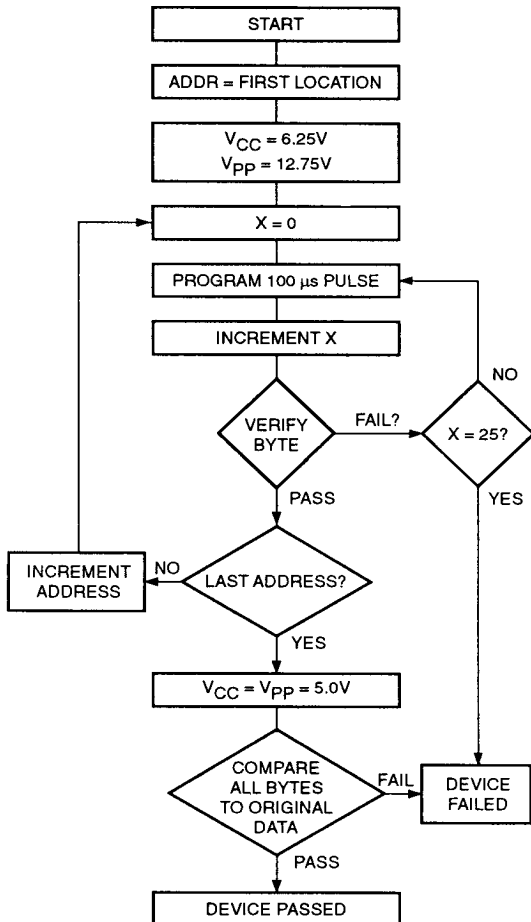 START
ADDR = FIRST LOCATION
VCC = 6.25V
VPP = 12.75V
X = 0
PROGRAM 100 μs PULSE
INCREMENT X
NO
VERIFY
BYTE
FAIL?
X = 25?
PASS
YES
INCREMENT
ADDRESS
NO
LAST ADDRESS?
YES
VCC = VPP = 5.0V
COMPARE
ALL BYTES
TO ORIGINAL
DATA
FAIL
DEVICE
FAILED
PASS
DEVICE PASSED